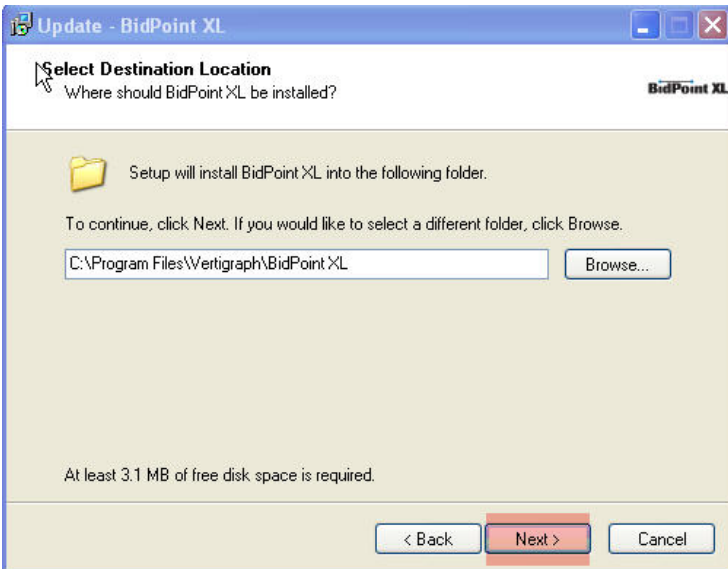 Update - BidPoint XL
Select Destination Location
Where should BidPoint XL be installed?
BidPoint XL
Setup will install BidPoint XL into the following folder.
To continue, click Next. If you would like to select a different folder, click Browse.
C:\Program Files\Vertigraph\BidPoint XL
Browse...
At least 3.1 MB of free disk space is required.
< Back
Next >
Cancel